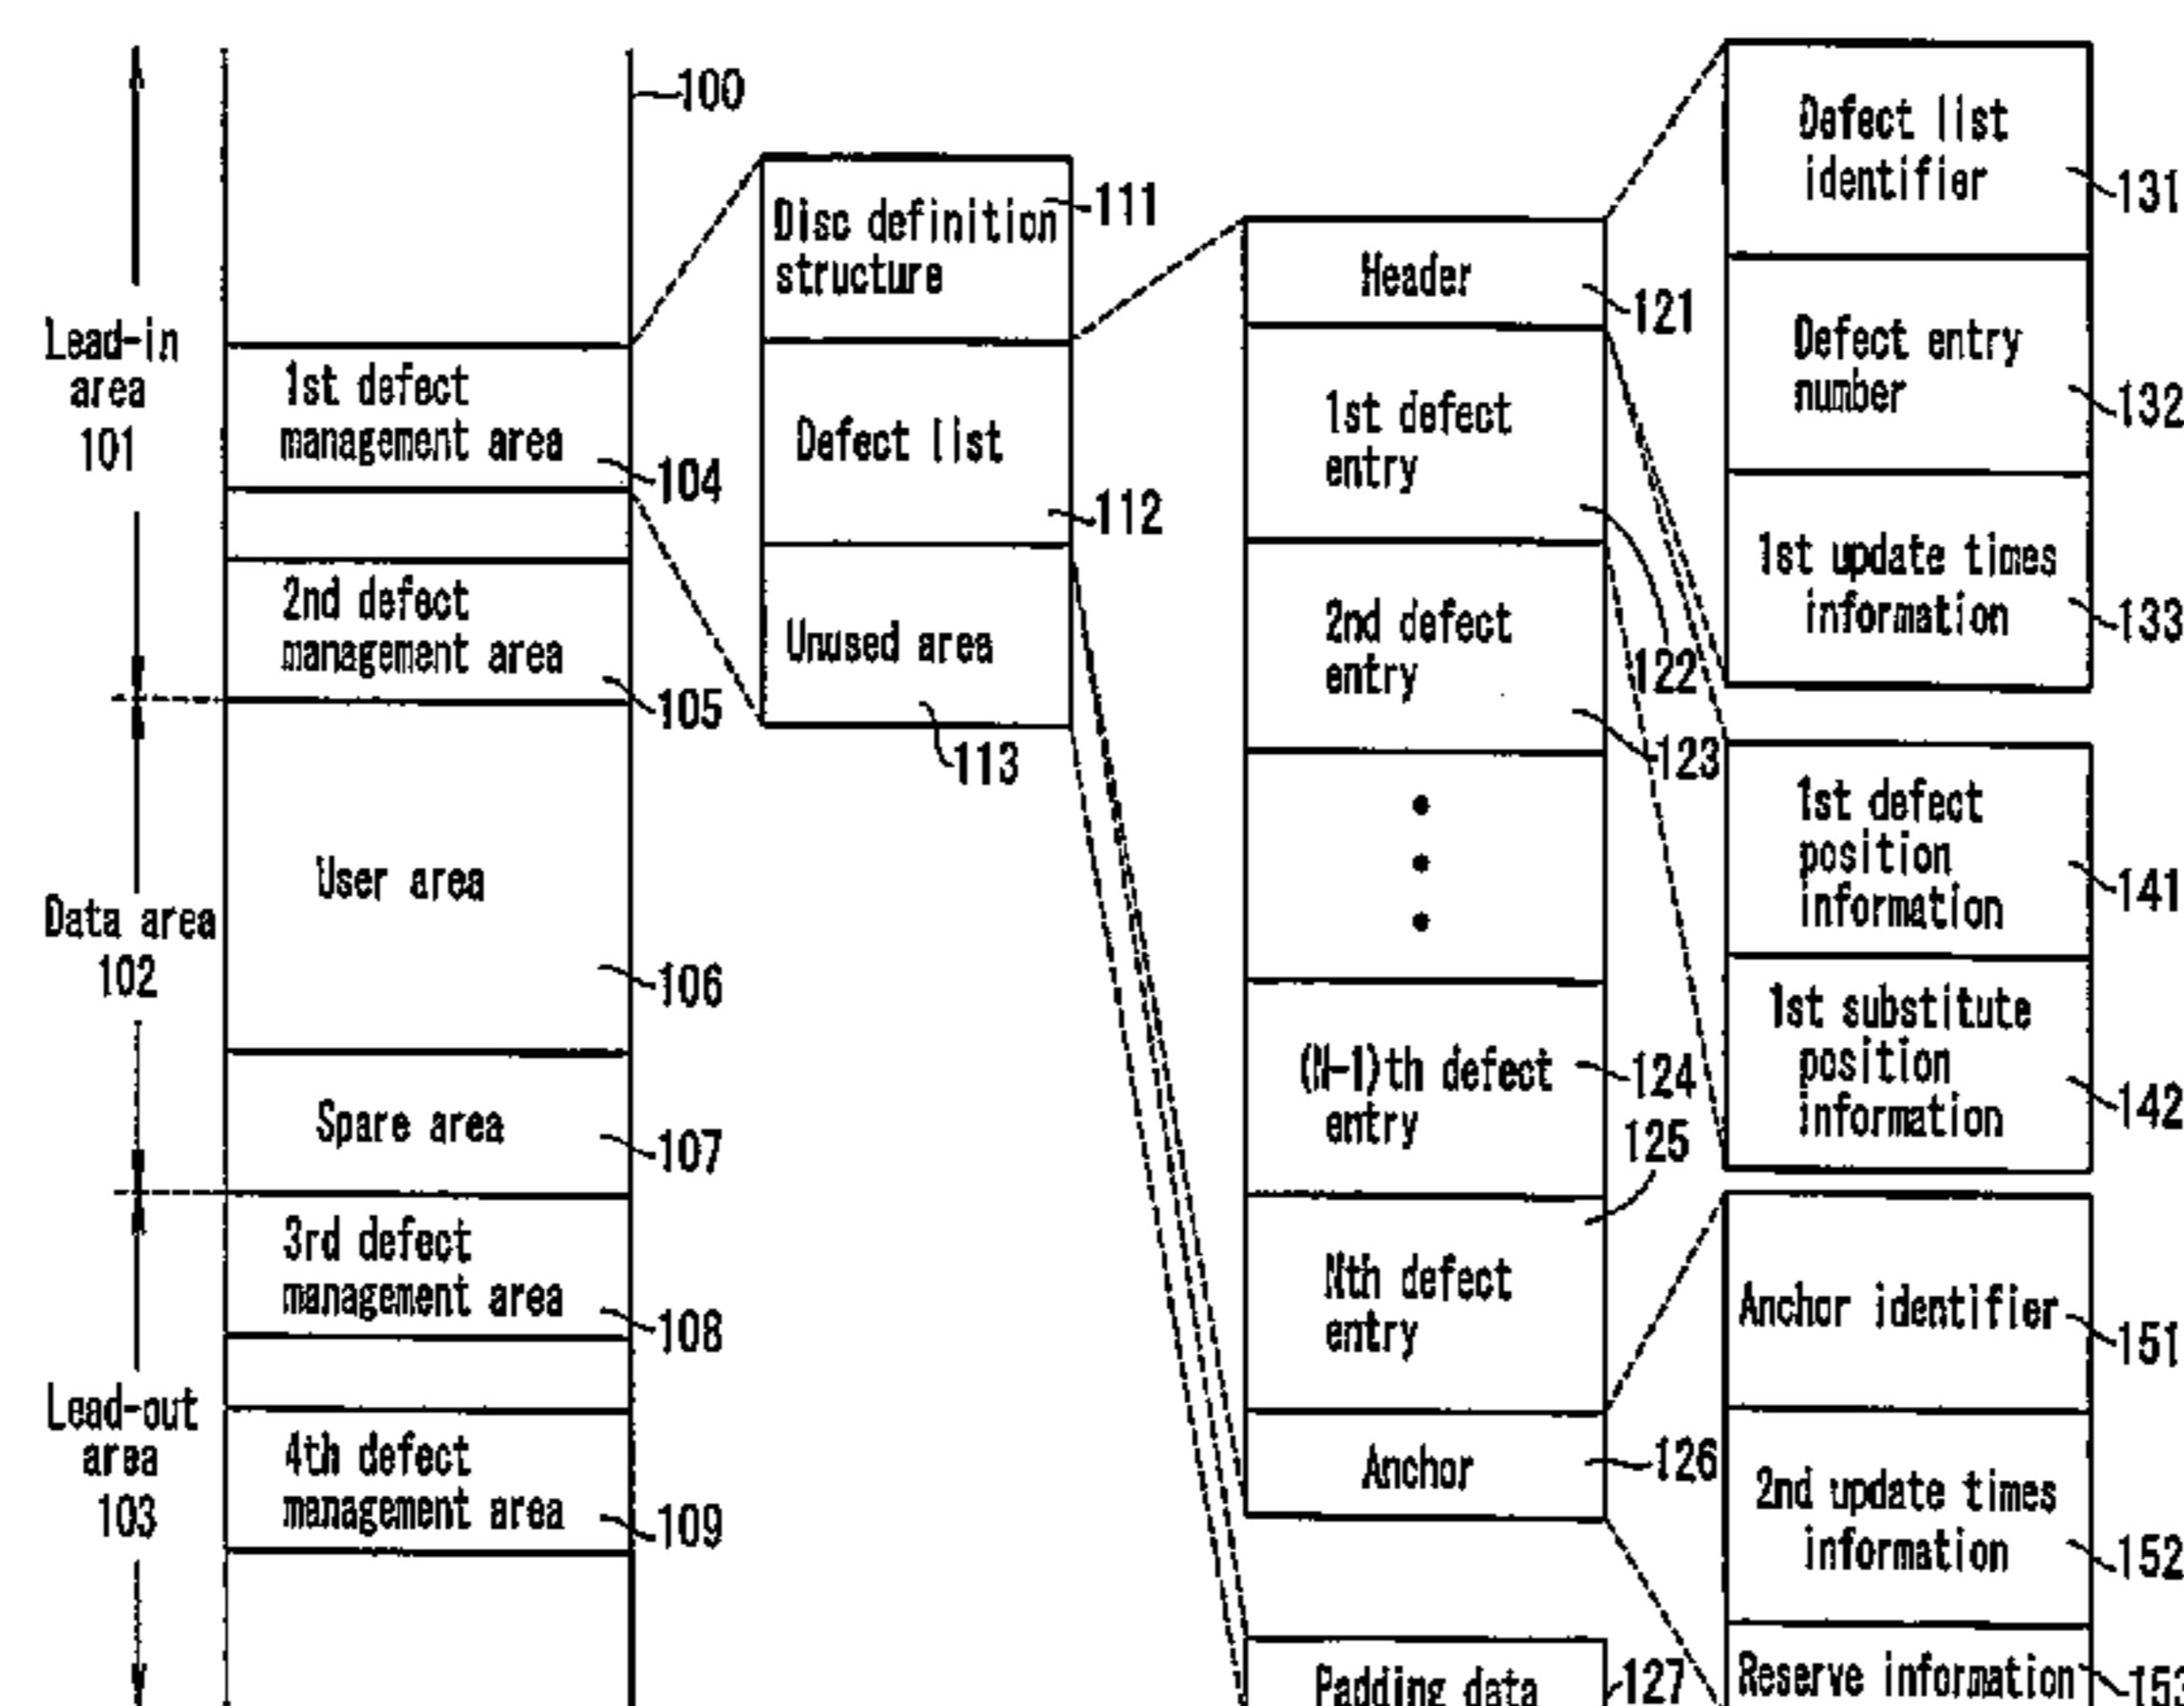 Lead-in
area
101
Data area
102
Lead-out
area
103
100
1st defect
management area
104
2nd defect
management area
105
User area
106
Spare area
107
3rd defect
management area
108
4th defect
management area
109
Disc definition
structure
111
Defect list
112
Unused area
113
Header
121
1st defect
entry
122
2nd defect
entry
123
(N-1)th defect
entry
124
125
Nth defect
entry
Anchor
126
Padding data
127
Defect list
identifier
131
Defect entry
number
132
1st update times
information
133
1st defect
position
information
141
1st substitute
position
information
142
Anchor identifier
151
2nd update times
information
152
Reserve information